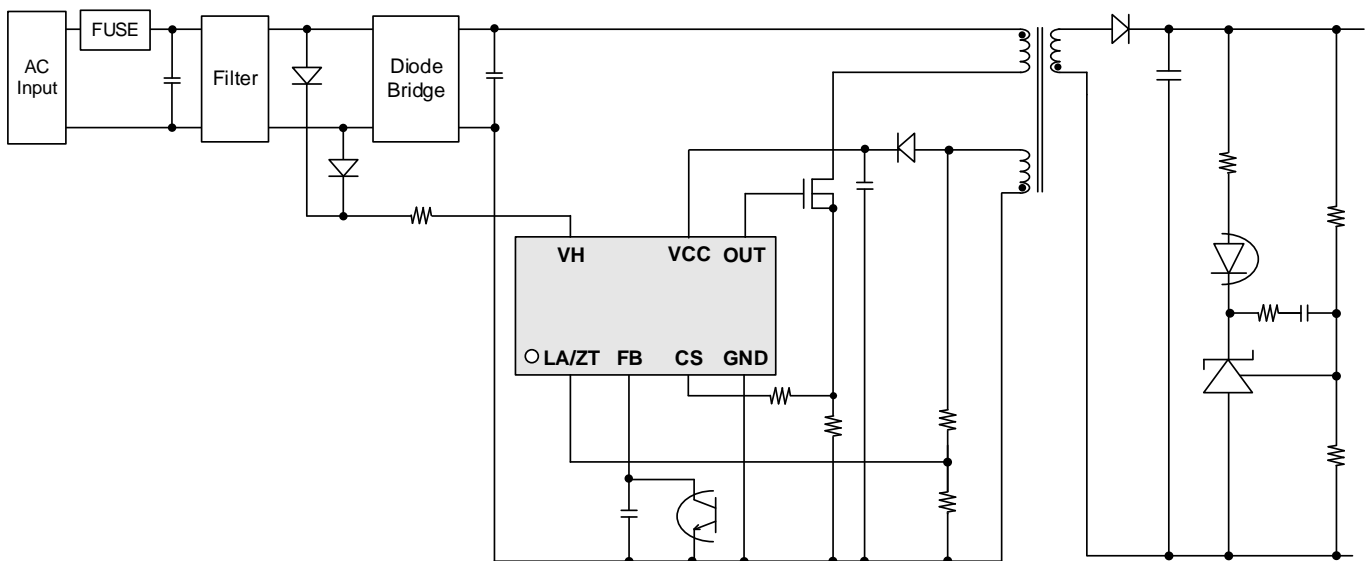 FUSE
AC
Input
Filter
Diode
Bridge
VH
VCC
OUT
LA/ZT
FB
CS
GND